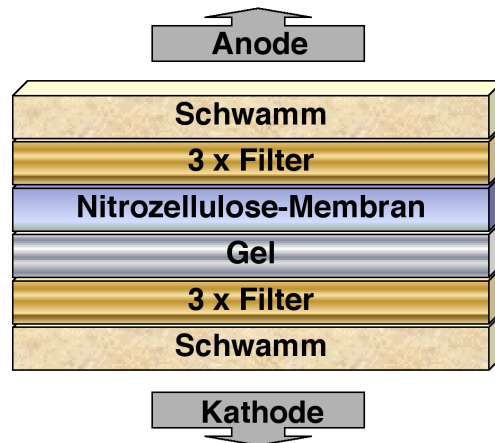 Anode
Schwamm
3 x Filter
Nitrozellulose-Membran
Gel
3 x Filter
Schwamm
Kathode